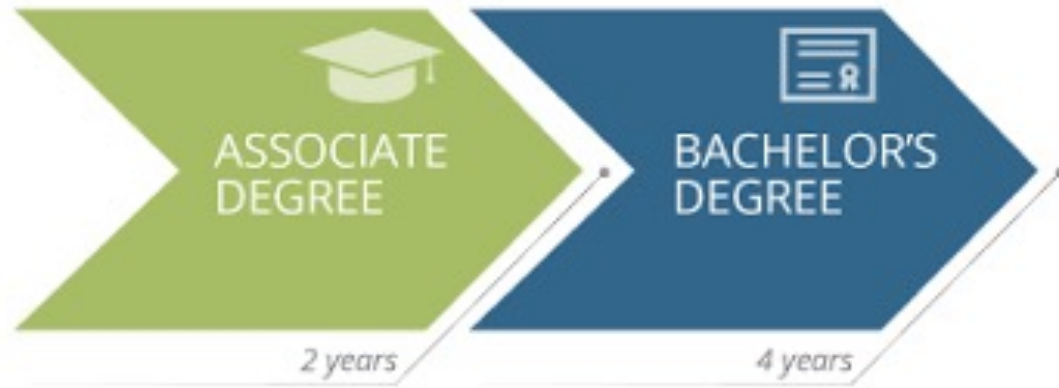 ASSOCIATE
DEGREE
2 years
BACHELOR'S
DEGREE
4 years